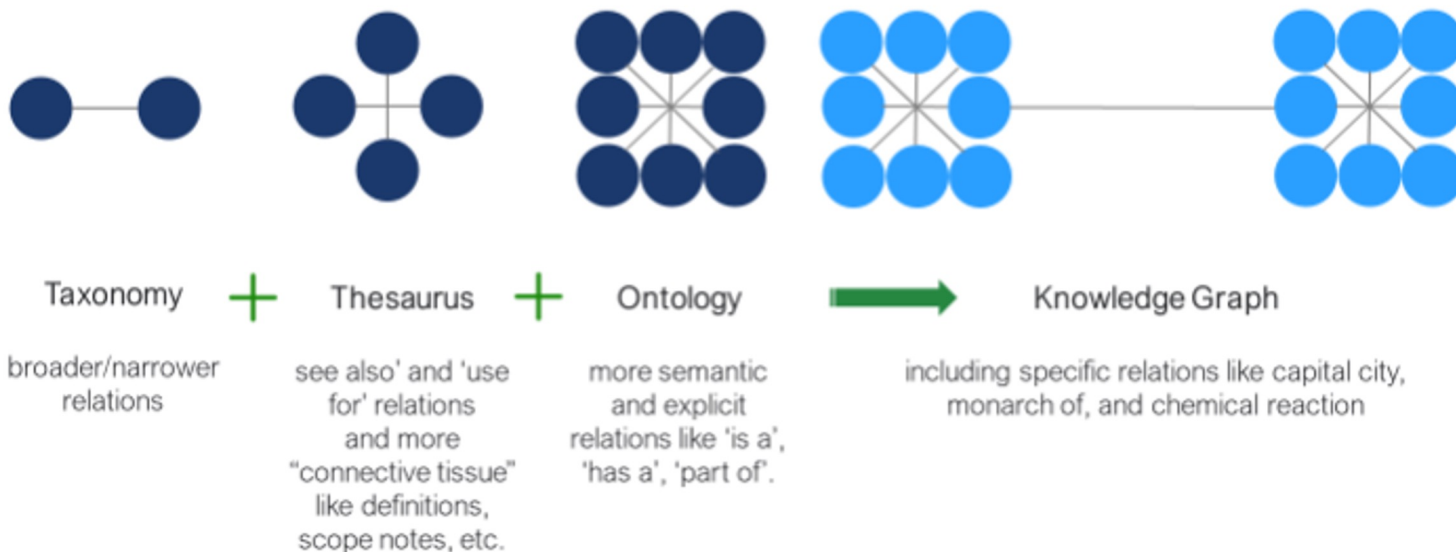 Taxonomy + Thesaurus + Ontology Knowledge Graph
broader/narrower
relations
see also' and 'use
for' relations
and more
“connective tissue”
like definitions,
scope notes, etc.
more semantic
and explicit
relations like 'is a',
'has a', 'part of'.
including specific relations like capital city,
monarch of, and chemical reaction